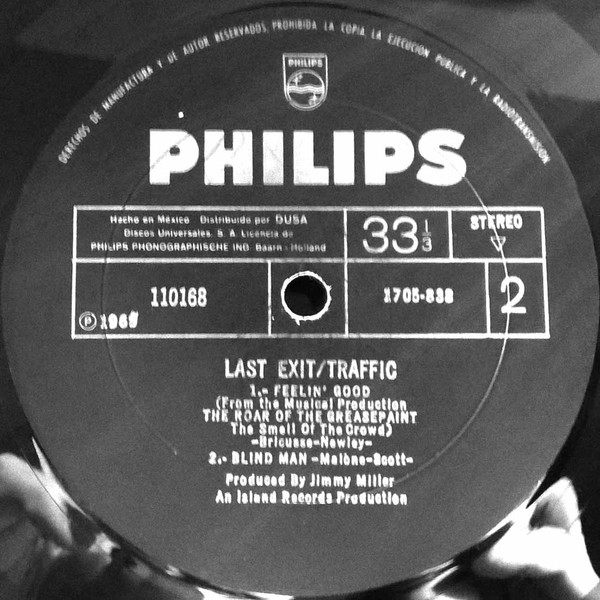 DERECHOS DE MANUFACTURA Y DE AUTOR RESERVADOS, PROHIBIDA LA COPIA, LA EJECUCION PUBLICA Y LA RADIOTRANSMISION
PHILIPS
PHILIPS
Hecho en México Distribuido por DUSA
Discos Universales, S. A. Licencia de
PHILIPS PHONOGRAPHISCHE IND. Baarn - Holland
33 1/3
STEREO
110168
Ⓟ 1969
1705-838
2
LAST EXIT/TRAFFIC
1.- FEELIN' GOOD
(From the Musical Production
THE ROAR OF THE GREASEPAINT
The Smell Of The Crowd)
-Bricusse-Newley-
2.- BLIND MAN -Malone-Scott-
Produced By Jimmy Miller
An Island Records Production